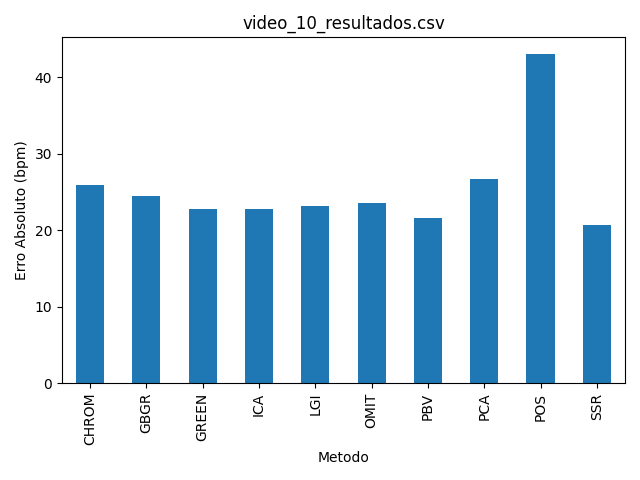 video_10_resultados.csv
Erro Absoluto (bpm)
40
30
20
10
0
CHROM
GBGR
GREEN
ICA
LGI
OMIT
PBV
PCA
POS
SSR
Metodo